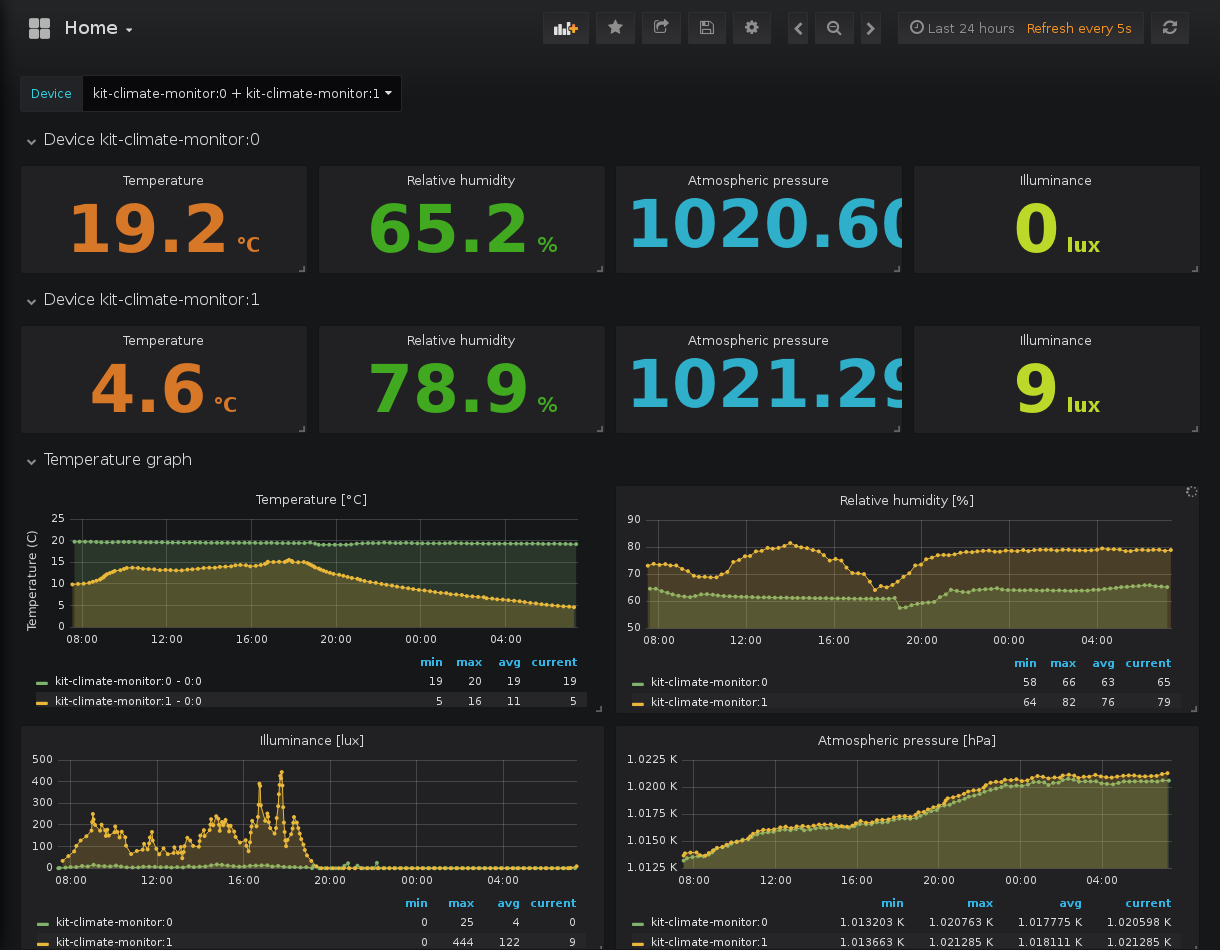 Home
Last 24 hours Refresh every 5s
Device kit-climate-monitor:0 + kit-climate-monitor:1
Device kit-climate-monitor:0
Temperature Relative humidity Atmospheric pressure Illuminance
19.2 °C 65.2 % 1020.60 0 lux
Device kit-climate-monitor:1
Temperature Relative humidity Atmospheric pressure Illuminance
4.6 °C 78.9 % 1021.29 9 lux
Temperature graph
Temperature [°C]
Temperature (C)
25
20
15
10
5
0
08:00 12:00 16:00 20:00 00:00 04:00
min max avg current
kit-climate-monitor:0 - 0:0 19 20 19 19
kit-climate-monitor:1 - 0:0 5 16 11 5
Relative humidity [%]
90
80
70
60
50
08:00 12:00 16:00 20:00 00:00 04:00
min max avg current
kit-climate-monitor:0 58 66 63 65
kit-climate-monitor:1 64 82 76 79
Illuminance [lux]
500
400
300
200
100
0
08:00 12:00 16:00 20:00 00:00 04:00
min max avg current
kit-climate-monitor:0 0 25 4 0
kit-climate-monitor:1 0 444 122 9
Atmospheric pressure [hPa]
1.0225 K
1.0200 K
1.0175 K
1.0150 K
1.0125 K
08:00 12:00 16:00 20:00 00:00 04:00
min max avg current
kit-climate-monitor:0 1.013203 K 1.020763 K 1.017775 K 1.020598 K
kit-climate-monitor:1 1.013663 K 1.021285 K 1.018111 K 1.021285 K